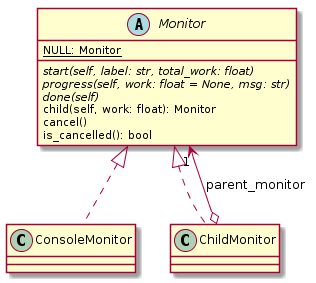 A Monitor
NULL: Monitor
start(self, label: str, total_work: float)
progress(self, work: float = None, msg: str)
done(self)
child(self, work: float): Monitor
cancel()
is_cancelled(): bool
1
parent_monitor
C ConsoleMonitor
C ChildMonitor